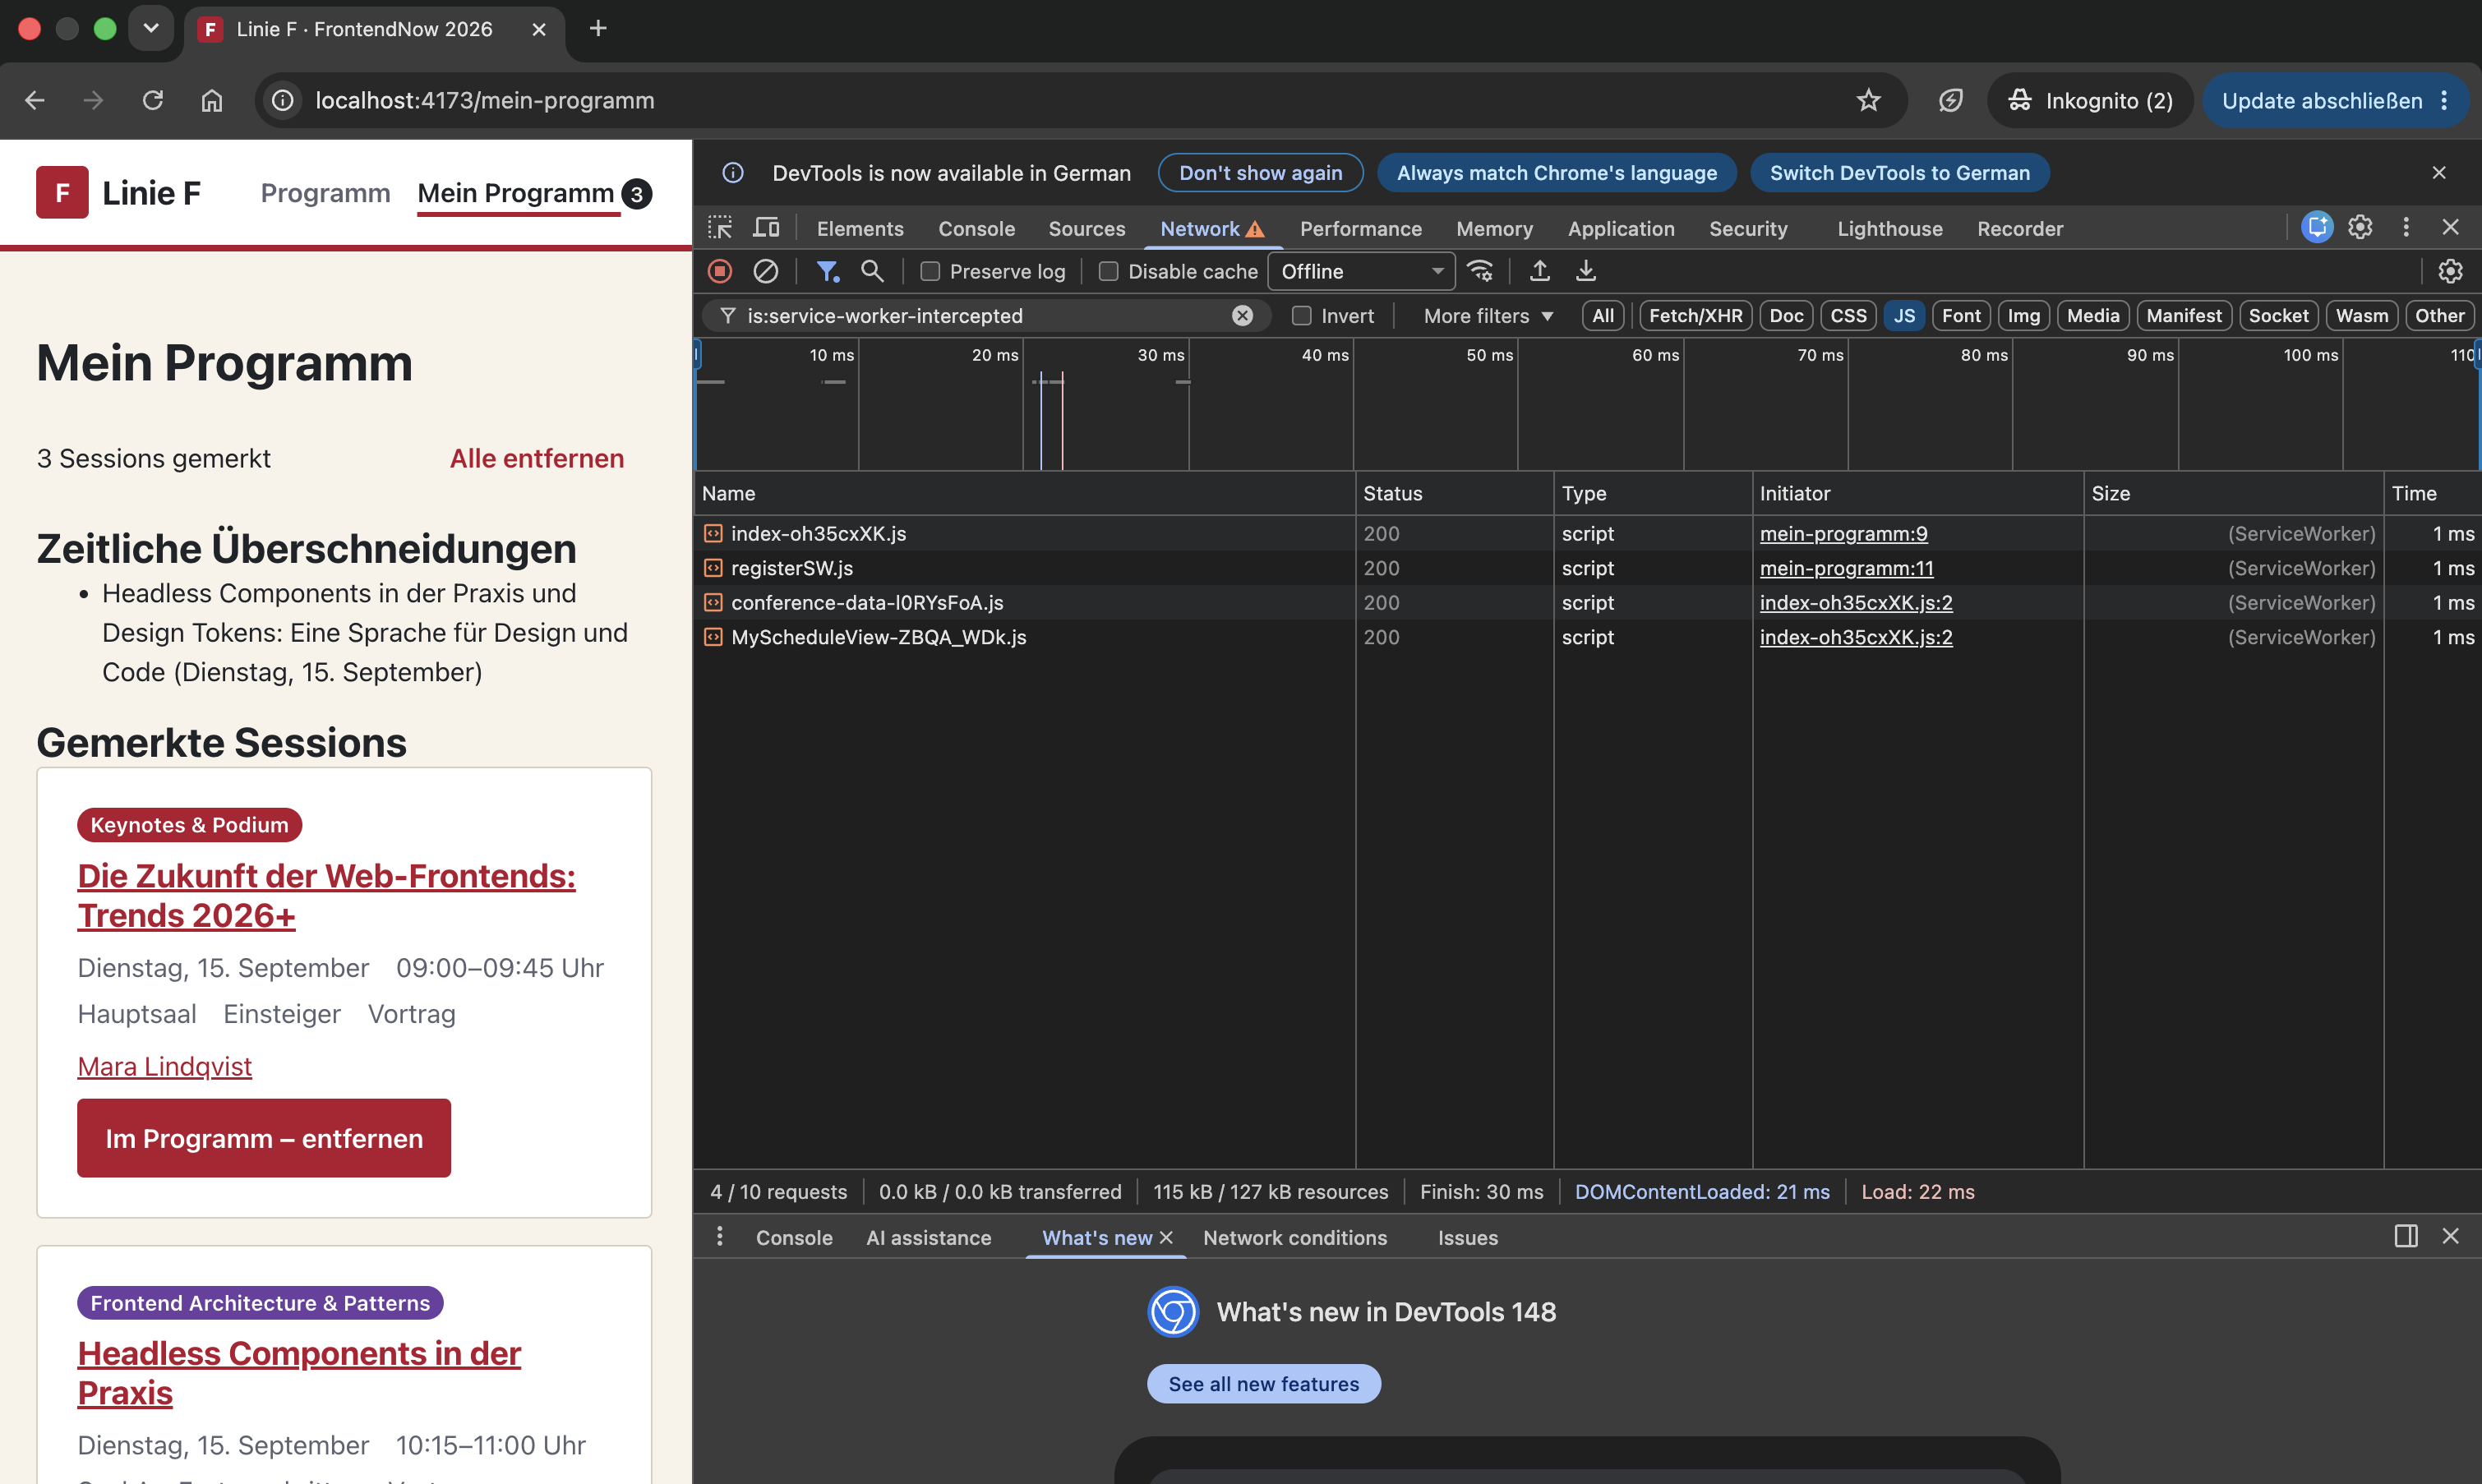 F Linie F · FrontendNow 2026
localhost:4173/mein-programm
Inkognito (2)
Update abschließen
F Linie F Programm Mein Programm 3
Mein Programm
3 Sessions gemerkt Alle entfernen
Zeitliche Überschneidungen
• Headless Components in der Praxis und
Design Tokens: Eine Sprache für Design und
Code (Dienstag, 15. September)
Gemerkte Sessions
Keynotes & Podium
Die Zukunft der Web-Frontends:
Trends 2026+
Dienstag, 15. September 09:00–09:45 Uhr
Hauptsaal Einsteiger Vortrag
Mara Lindqvist
Im Programm – entfernen
Frontend Architecture & Patterns
Headless Components in der
Praxis
Dienstag, 15. September 10:15–11:00 Uhr
DevTools is now available in German Don't show again Always match Chrome's language Switch DevTools to German
Elements Console Sources Network Performance Memory Application Security Lighthouse Recorder
Preserve log Disable cache Offline
is:service-worker-intercepted Invert More filters All Fetch/XHR Doc CSS JS Font Img Media Manifest Socket Wasm Other
10 ms 20 ms 30 ms 40 ms 50 ms 60 ms 70 ms 80 ms 90 ms 100 ms 110
Name Status Type Initiator Size Time
index-oh35cxXK.js 200 script mein-programm:9 (ServiceWorker) 1 ms
registerSW.js 200 script mein-programm:11 (ServiceWorker) 1 ms
conference-data-l0RYsFoA.js 200 script index-oh35cxXK.js:2 (ServiceWorker) 1 ms
MyScheduleView-ZBQA_WDk.js 200 script index-oh35cxXK.js:2 (ServiceWorker) 1 ms
4 / 10 requests 0.0 kB / 0.0 kB transferred 115 kB / 127 kB resources Finish: 30 ms DOMContentLoaded: 21 ms Load: 22 ms
Console AI assistance What's new Network conditions Issues
What's new in DevTools 148
See all new features